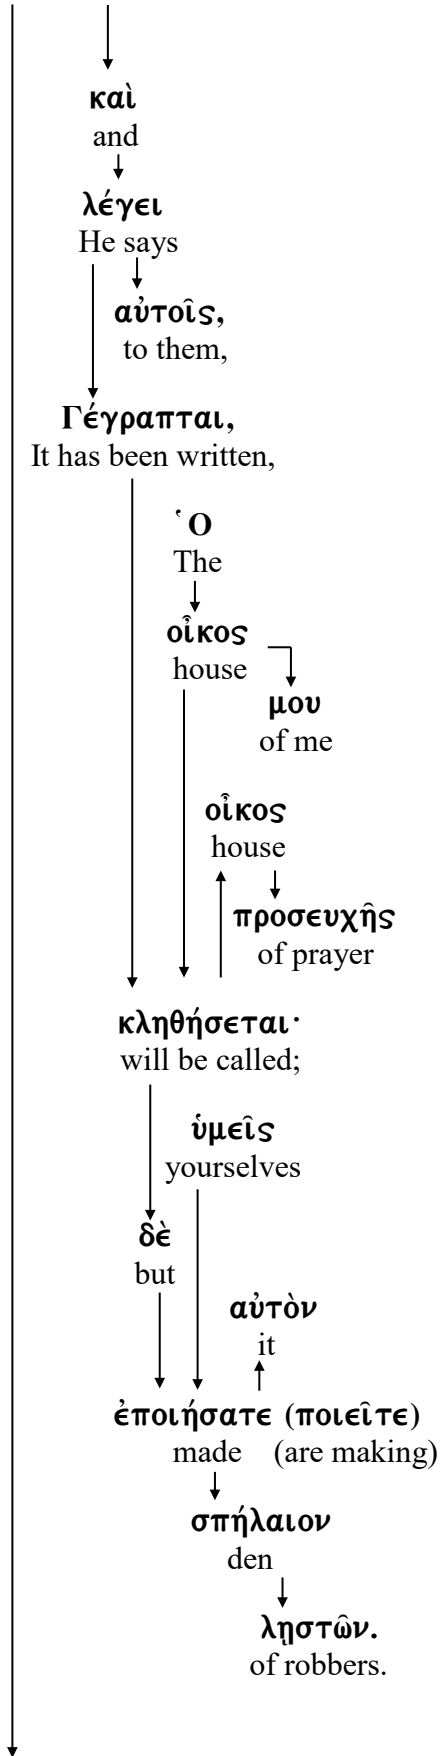 καὶ
and
λέγει
He says
αὐτοῖς,
to them,
Γέγραπται,
It has been written,
Ὁ
The
οἶκος
house
μου
of me
οἶκος
house
προσευχῆς
of prayer
κληθήσεται·
will be called;
ὑμεῖς
yourselves
δὲ
but
αὐτὸν
it
ἐποιήσατε (ποιεῖτε)
made (are making)
σπήλαιον
den
λῃστῶν.
of robbers.